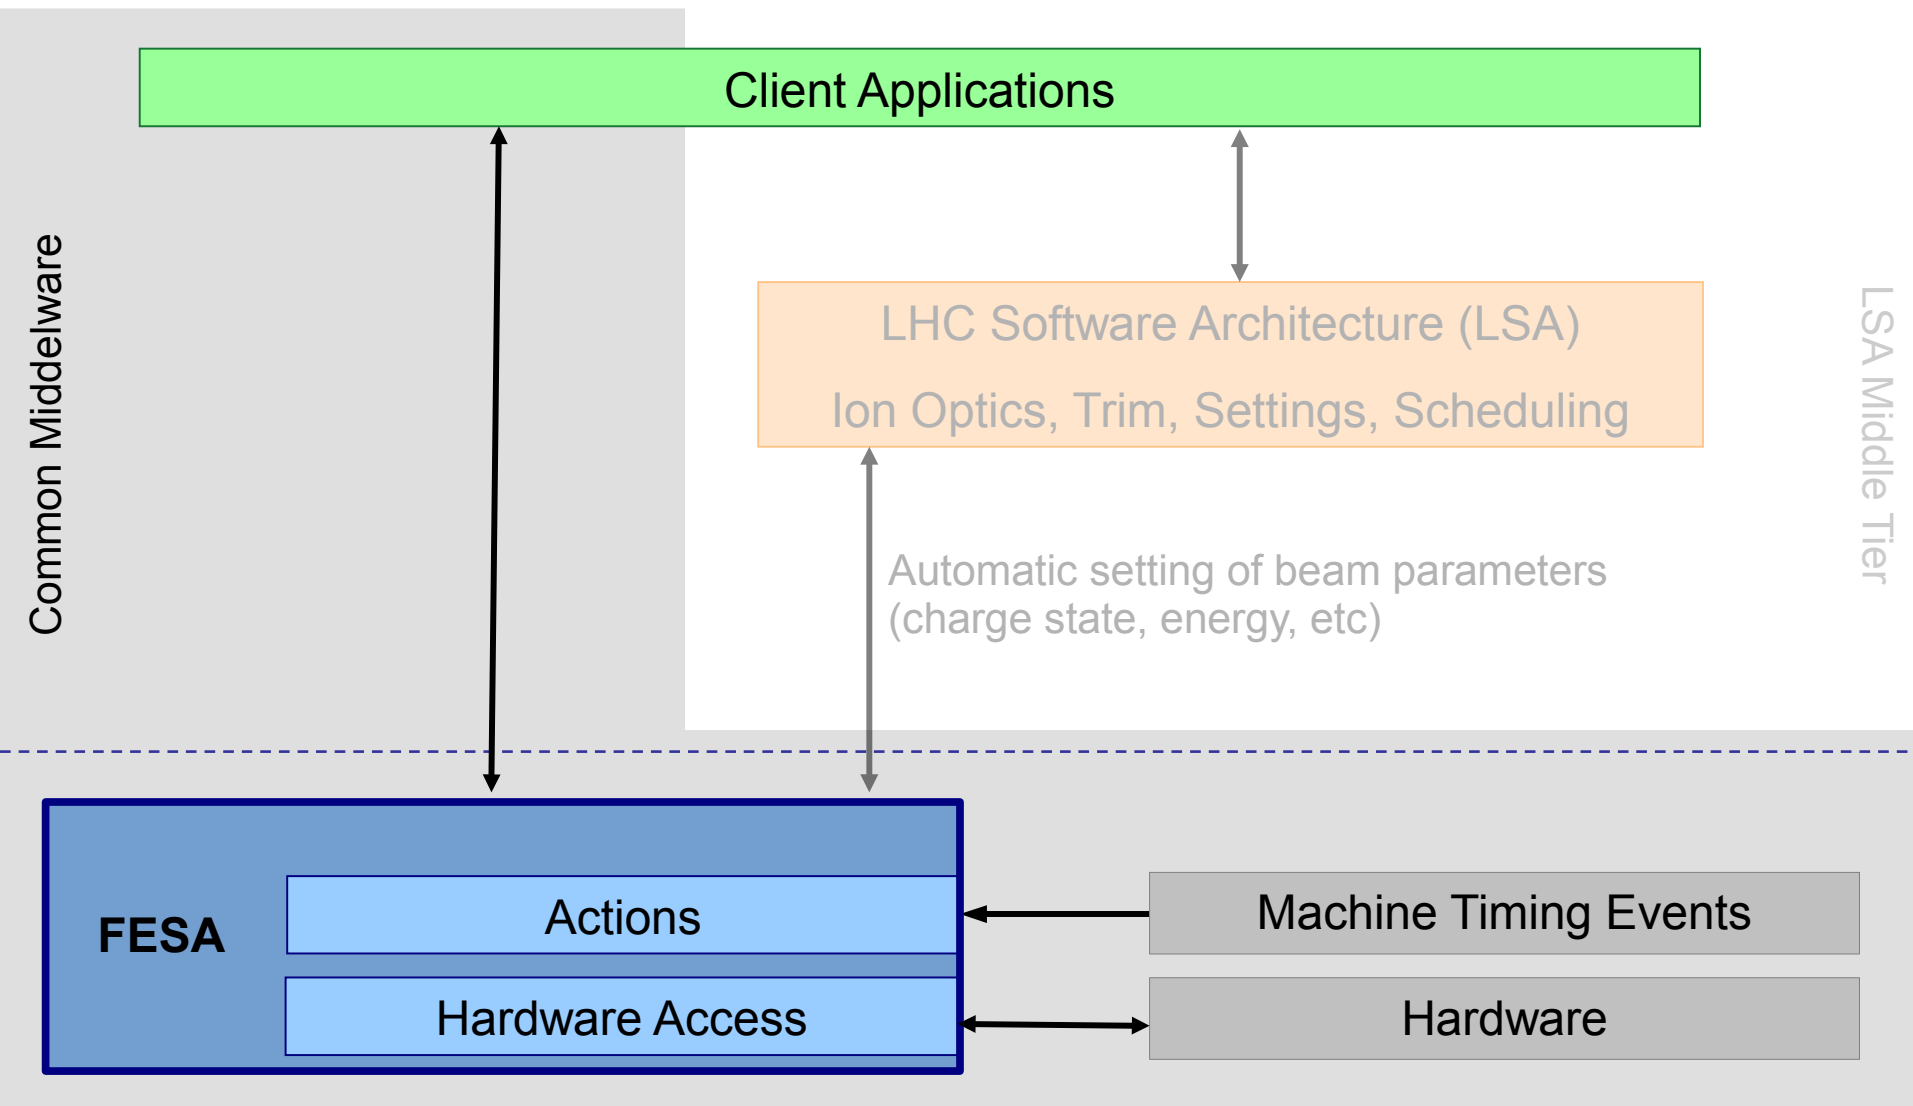 Client Applications
Common Middelware
LHC Software Architecture (LSA)
Ion Optics, Trim, Settings, Scheduling
LSA Middle Tier
Automatic setting of beam parameters
(charge state, energy, etc)
FESA
Actions
Machine Timing Events
Hardware Access
Hardware